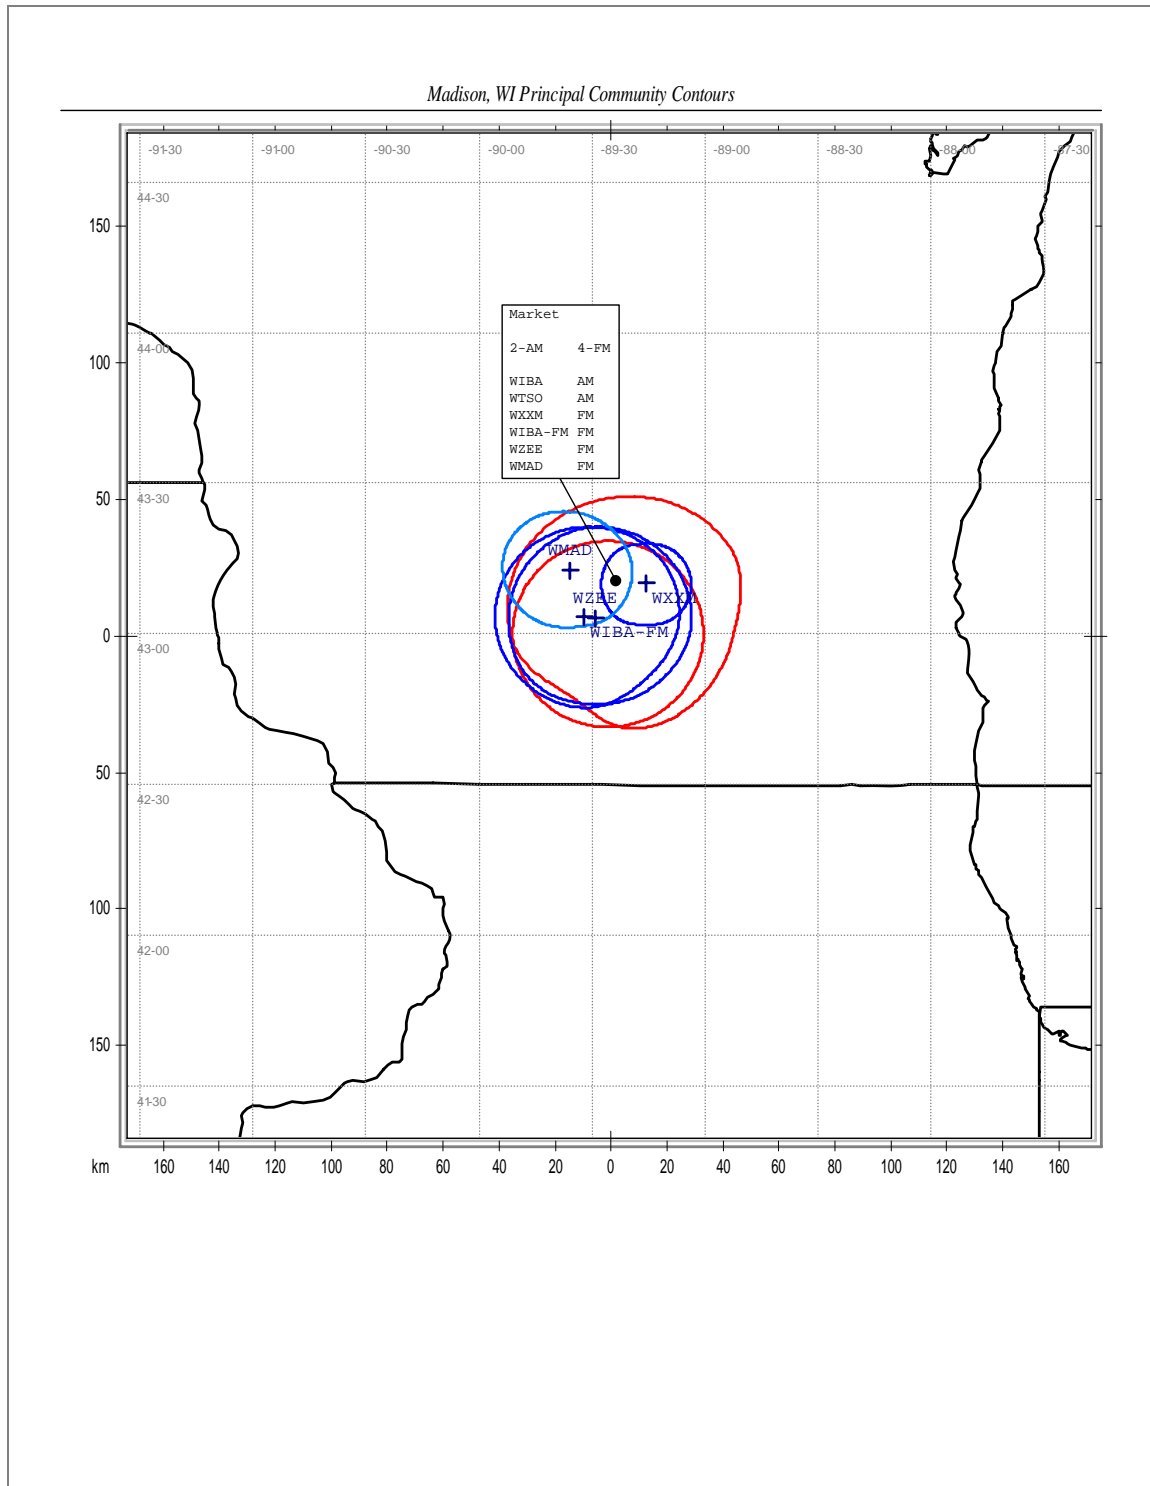 Madison, WI Principal Community Contours
-91-30 -91-00 -90-30 -90-00 -89-30 -89-00 -88-30 -88-00 -87-30
44-30
150
Market
2-AM 4-FM
44-00
100
WIBA AM
WTSO AM
WXXM FM
WIBA-FM FM
WZEE FM
WMAD FM
43-30
50
WMAD
WZEE WXXM
WIBA-FM
0
43-00
50
42-30
100
42-00
150
41-30
km 160 140 120 100 80 60 40 20 0 20 40 60 80 100 120 140 160